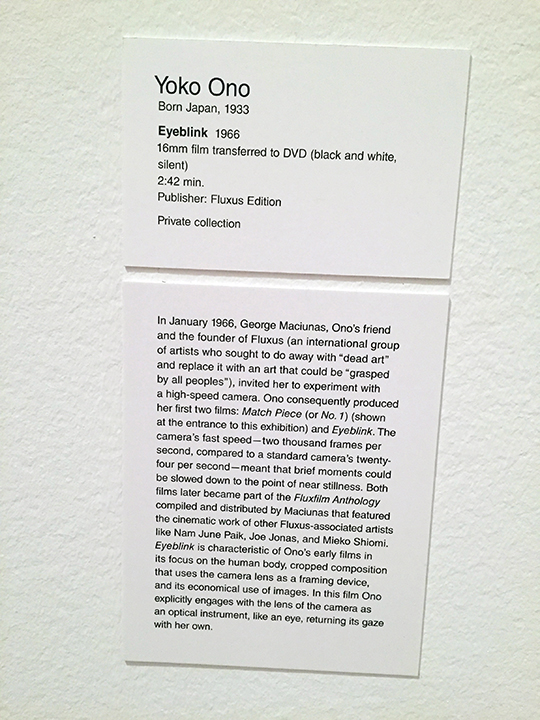 Yoko Ono
Born Japan, 1933
Eyeblink 1966
16mm film transferred to DVD (black and white,
silent)
2:42 min.
Publisher: Fluxus Edition
Private collection
In January 1966, George Maciunas, Ono's friend
and the founder of Fluxus (an international group
of artists who sought to do away with “dead art”
and replace it with an art that could be “grasped
by all peoples”), invited her to experiment with
a high-speed camera. Ono consequently produced
her first two films: Match Piece (or No. 1) (shown
at the entrance to this exhibition) and Eyeblink. The
camera's fast speed—two thousand frames per
second, compared to a standard camera's twenty-
four per second—meant that brief moments could
be slowed down to the point of near stillness. Both
films later became part of the Fluxfilm Anthology
compiled and distributed by Maciunas that featured
the cinematic work of other Fluxus-associated artists
like Nam June Paik, Joe Jonas, and Mieko Shiomi.
Eyeblink is characteristic of Ono's early films in
its focus on the human body, cropped composition
that uses the camera lens as a framing device,
and its economical use of images. In this film Ono
explicitly engages with the lens of the camera as
an optical instrument, like an eye, returning its gaze
with her own.